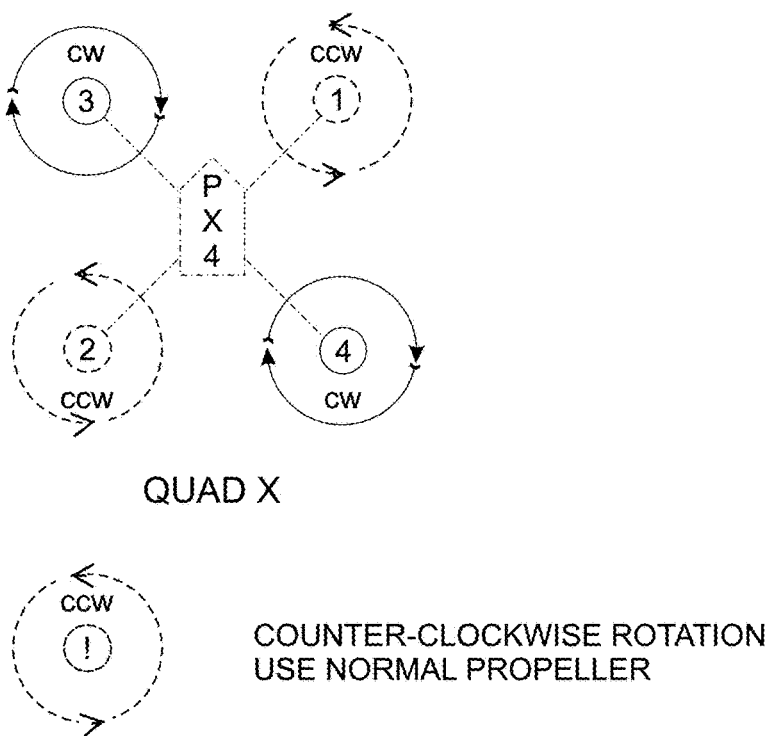 CW
CCW
3
1
P
X
4
2
4
CCW
CW
QUAD X
CCW
!
COUNTER-CLOCKWISE ROTATION
USE NORMAL PROPELLER